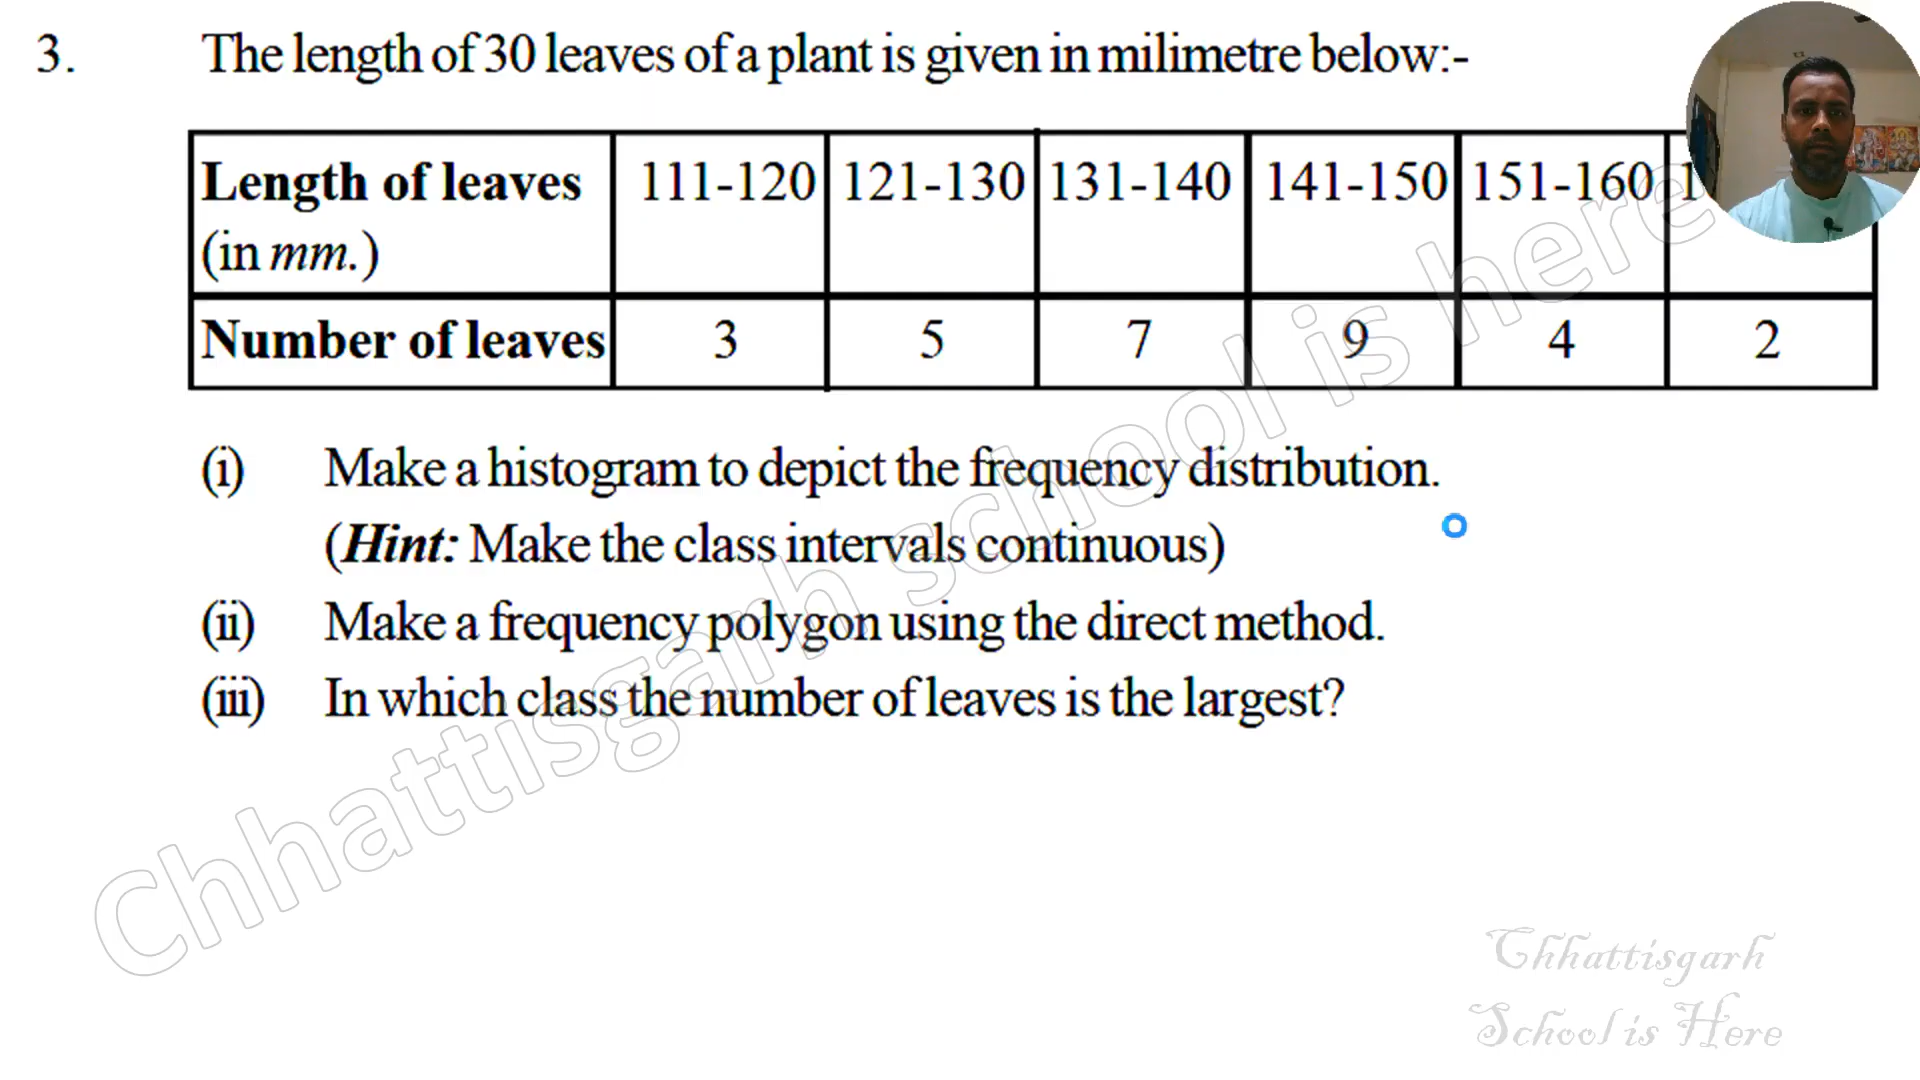 3. The length of 30 leaves of a plant is given in milimetre below:-
Length of leaves (in mm.) 111-120 121-130 131-140 141-150 151-160 1
Number of leaves 3 5 7 9 4 2
(i) Make a histogram to depict the frequency distribution.
(Hint: Make the class intervals continuous)
(ii) Make a frequency polygon using the direct method.
(iii) In which class the number of leaves is the largest?
Chhattisgarh school is here
Chhattisgarh
School is Here